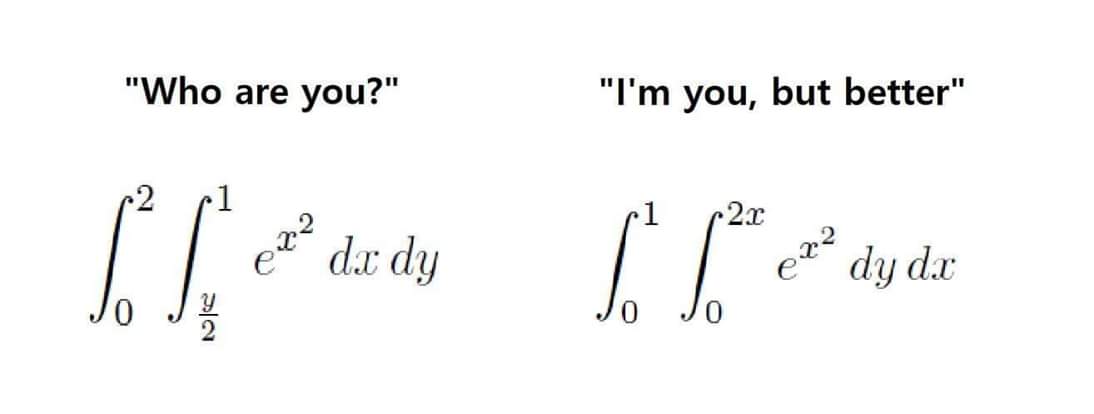 "Who are you?"
"I'm you, but better"
∫₀² ∫_{y/2}¹ e^{x²} dx dy
∫₀¹ ∫₀^{2x} e^{x²} dy dx